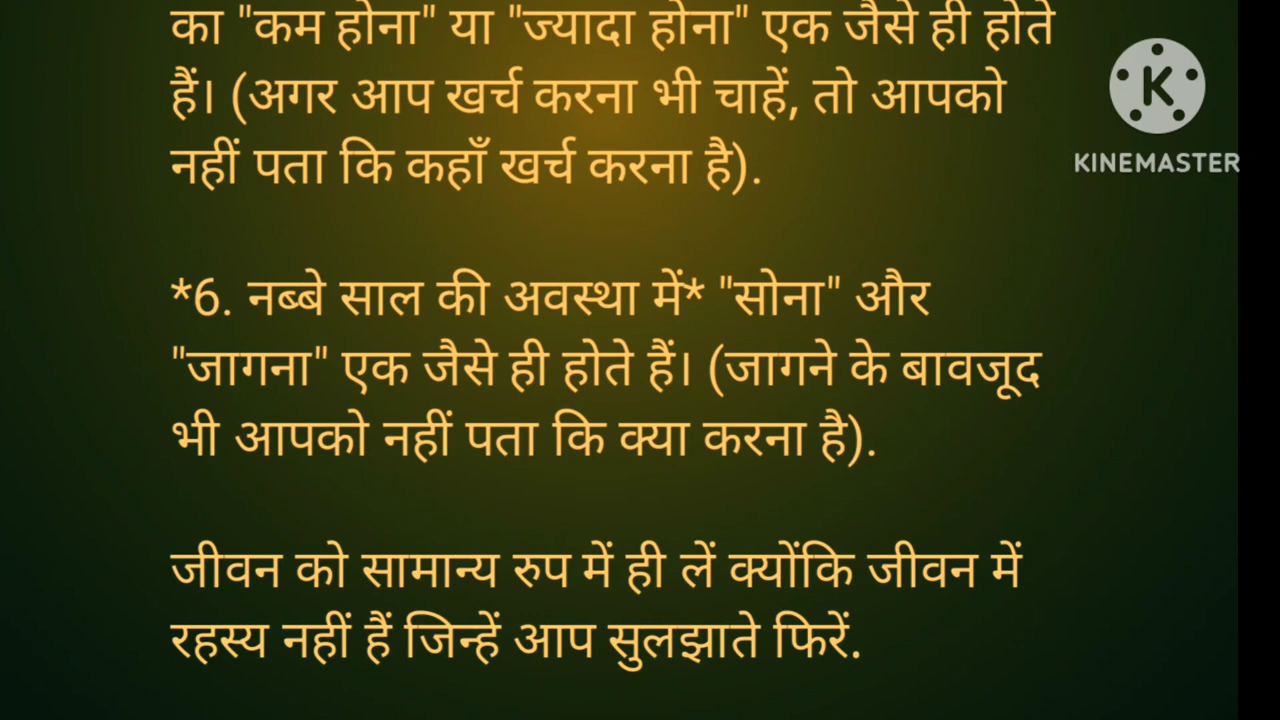 का "कम होना" या "ज्यादा होना" एक जैसे ही होते
हैं। (अगर आप खर्च करना भी चाहें, तो आपको
नहीं पता कि कहाँ खर्च करना है).
*6. नब्बे साल की अवस्था में* "सोना" और
"जागना" एक जैसे ही होते हैं। (जागने के बावजूद
भी आपको नहीं पता कि क्या करना है).
जीवन को सामान्य रुप में ही लें क्योंकि जीवन में
रहस्य नहीं हैं जिन्हें आप सुलझाते फिरें.
K
KINEMASTER